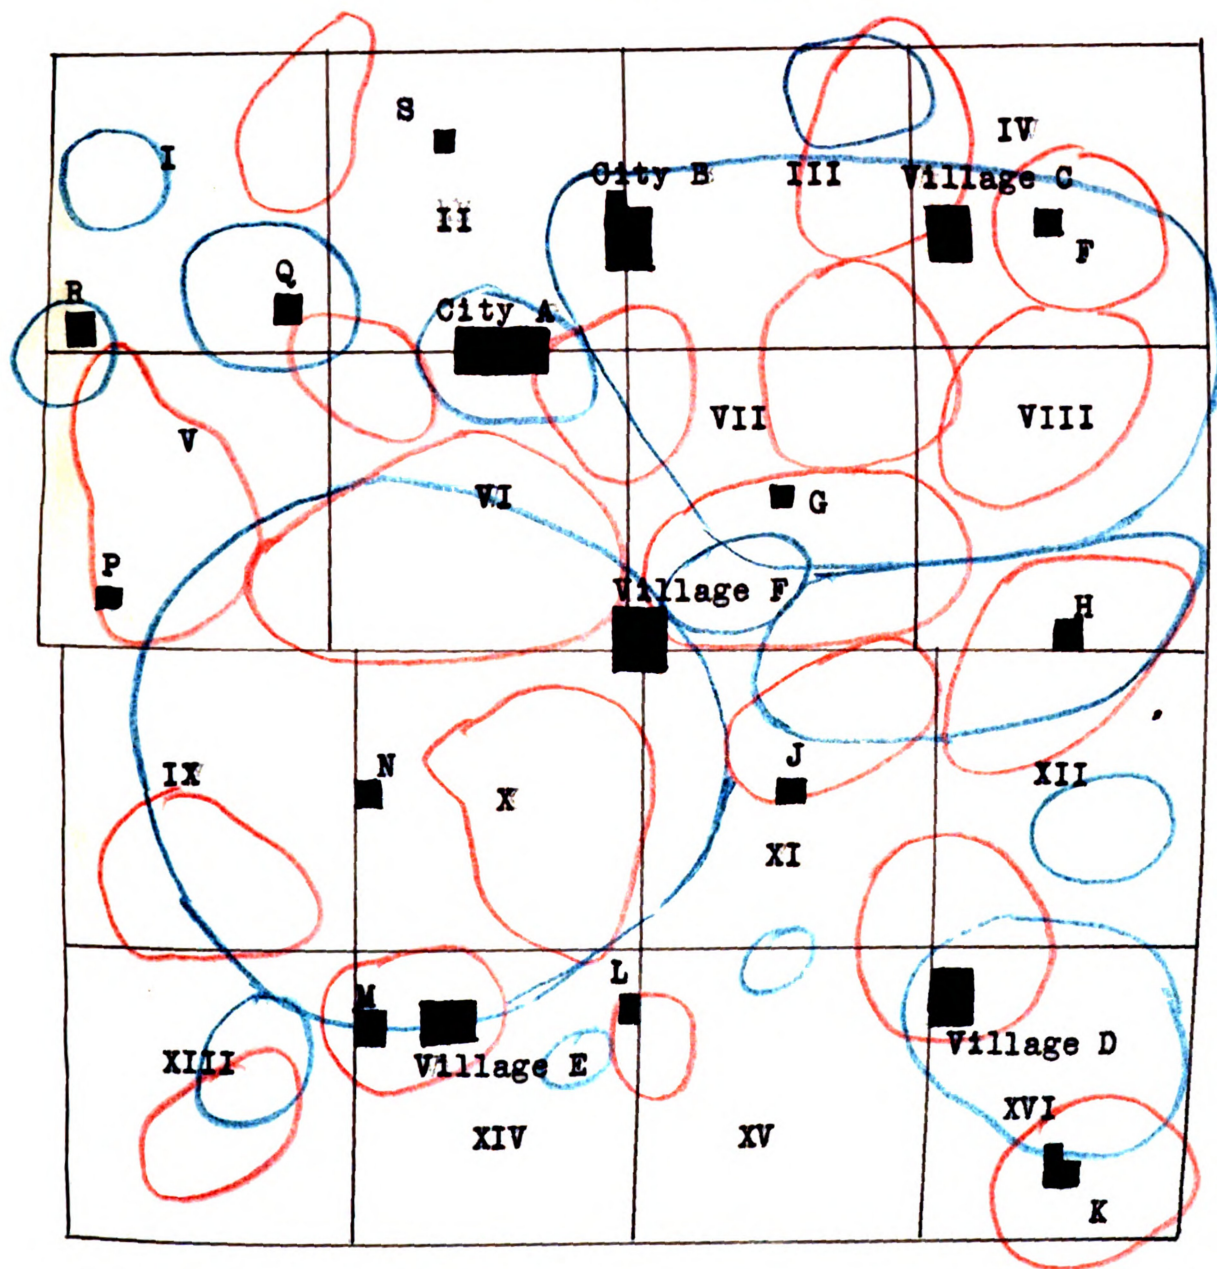 S
IV
I
City B
III
Village C
II
F
Q
R
City A
V
VII
VIII
VI
G
P
Village F
H
N
J
IX
X
XII
XI
L
M
Village D
Village E
XIII
XVI
XIV
XV
K